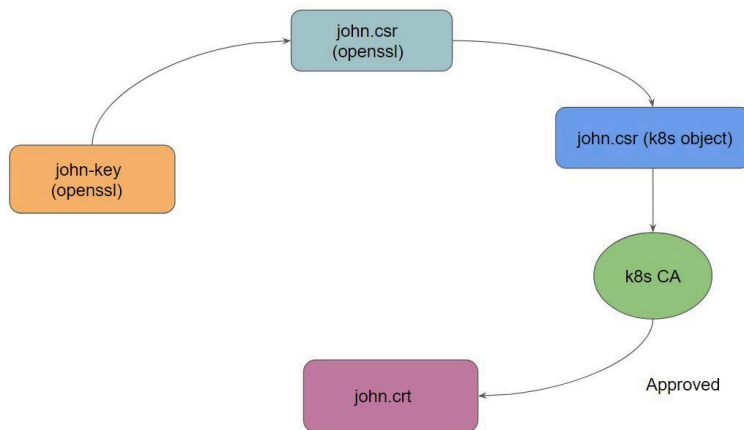 john.csr
(openssl)
john.csr (k8s object)
john-key
(openssl)
k8s CA
Approved
john.crt